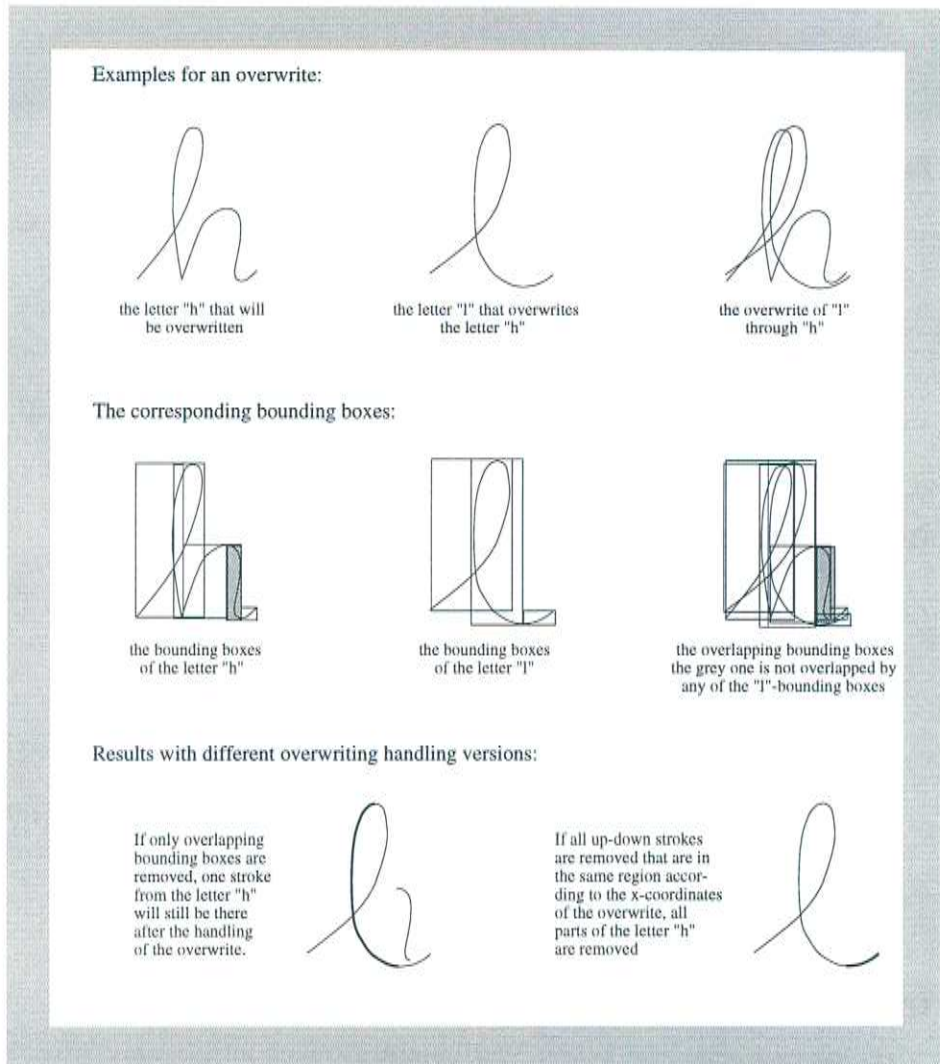 Examples for an overwrite:
the letter "h" that will
be overwritten
the letter "l" that overwrites
the letter "h"
the overwrite of "l"
through "h"
The corresponding bounding boxes:
the bounding boxes
of the letter "h"
the bounding boxes
of the letter "l"
the overlapping bounding boxes
the grey one is not overlapped by
any of the "l"-bounding boxes
Results with different overwriting handling versions:
If only overlapping
bounding boxes are
removed, one stroke
from the letter "h"
will still be there
after the handling
of the overwrite.
If all up-down strokes
are removed that are in
the same region accor-
ding to the x-coordinates
of the overwrite, all
parts of the letter "h"
are removed